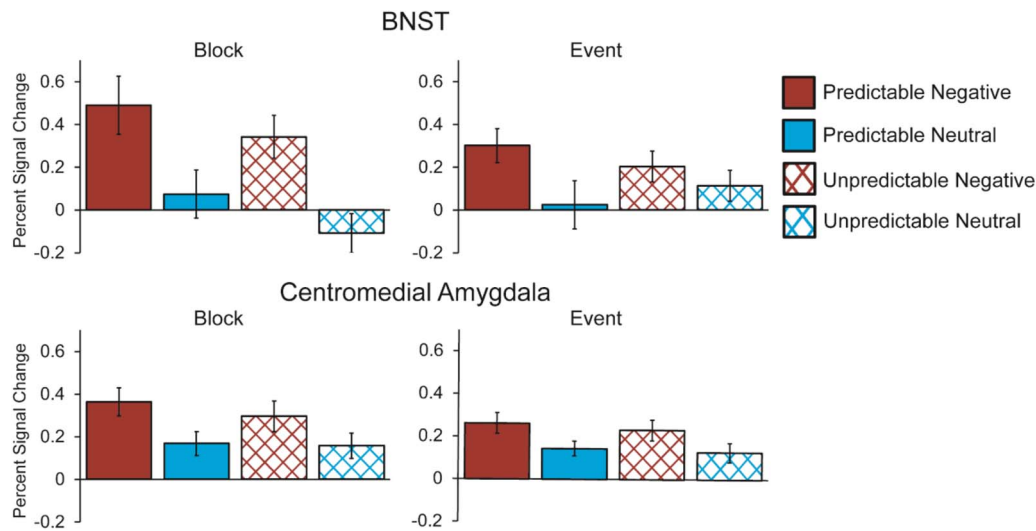 BNST
Block
Event
Percent Signal Change
0.6
0.4
0.2
0
-0.2
0.6
0.4
0.2
0
-0.2
Predictable Negative
Predictable Neutral
Unpredictable Negative
Unpredictable Neutral
Centromedial Amygdala
Block
Event
Percent Signal Change
0.6
0.4
0.2
0
-0.2
0.6
0.4
0.2
0
-0.2